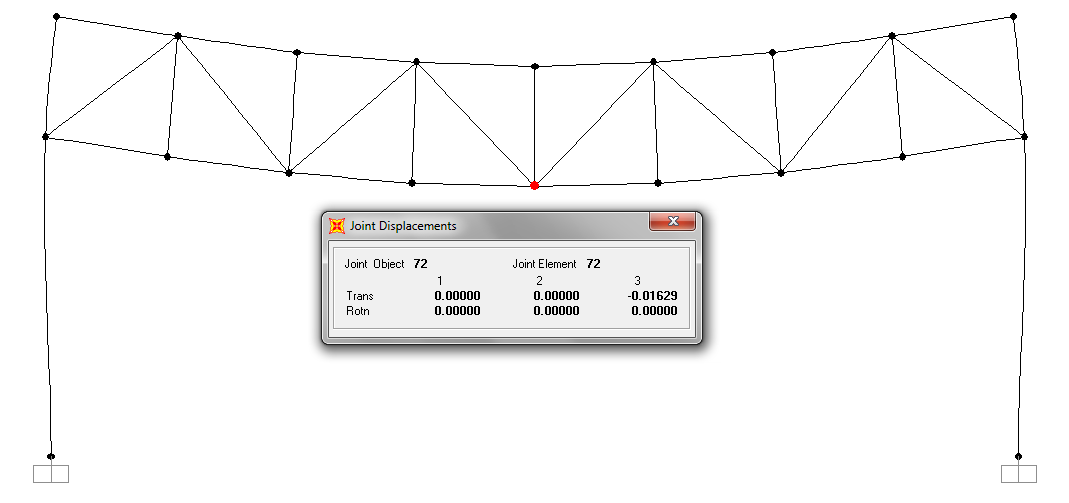 Joint Displacements
Joint Object 72 Joint Element 72
1 2 3
Trans 0.00000 0.00000 -0.01629
Rotn 0.00000 0.00000 0.00000